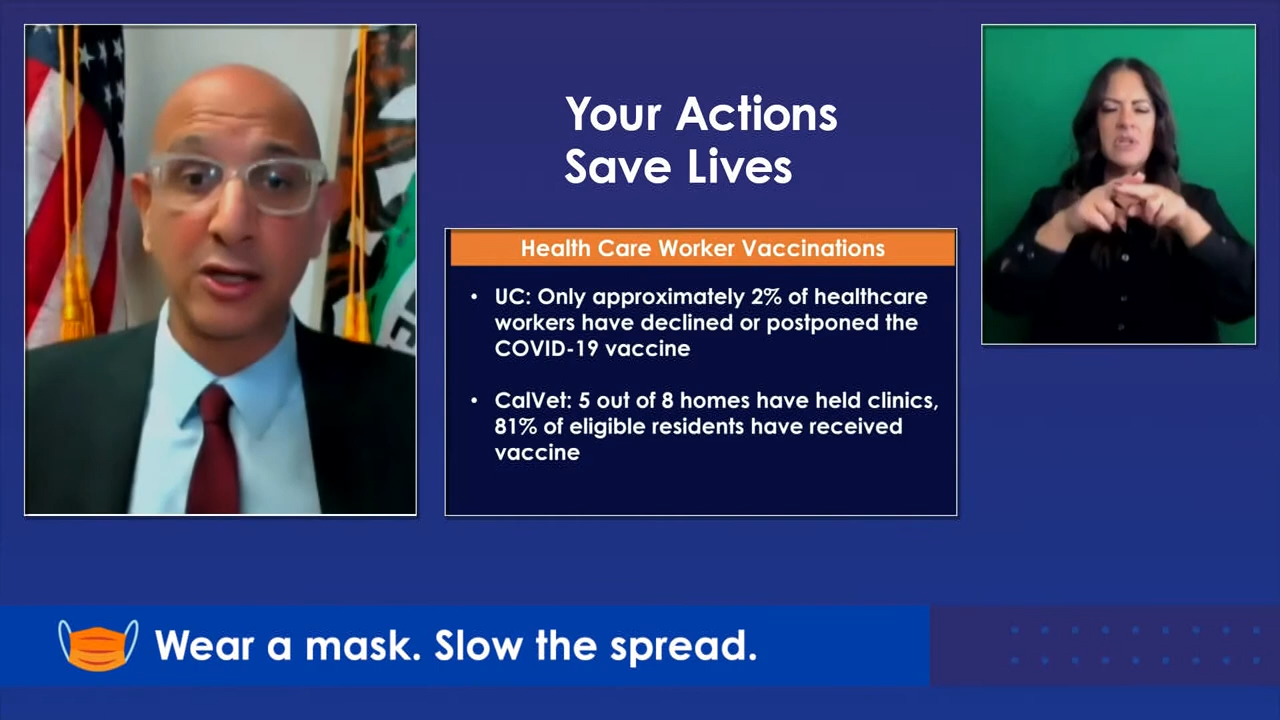 Your Actions
Save Lives
Health Care Worker Vaccinations
• UC: Only approximately 2% of healthcare
workers have declined or postponed the
COVID-19 vaccine
• CalVet: 5 out of 8 homes have held clinics,
81% of eligible residents have received
vaccine
Wear a mask. Slow the spread.